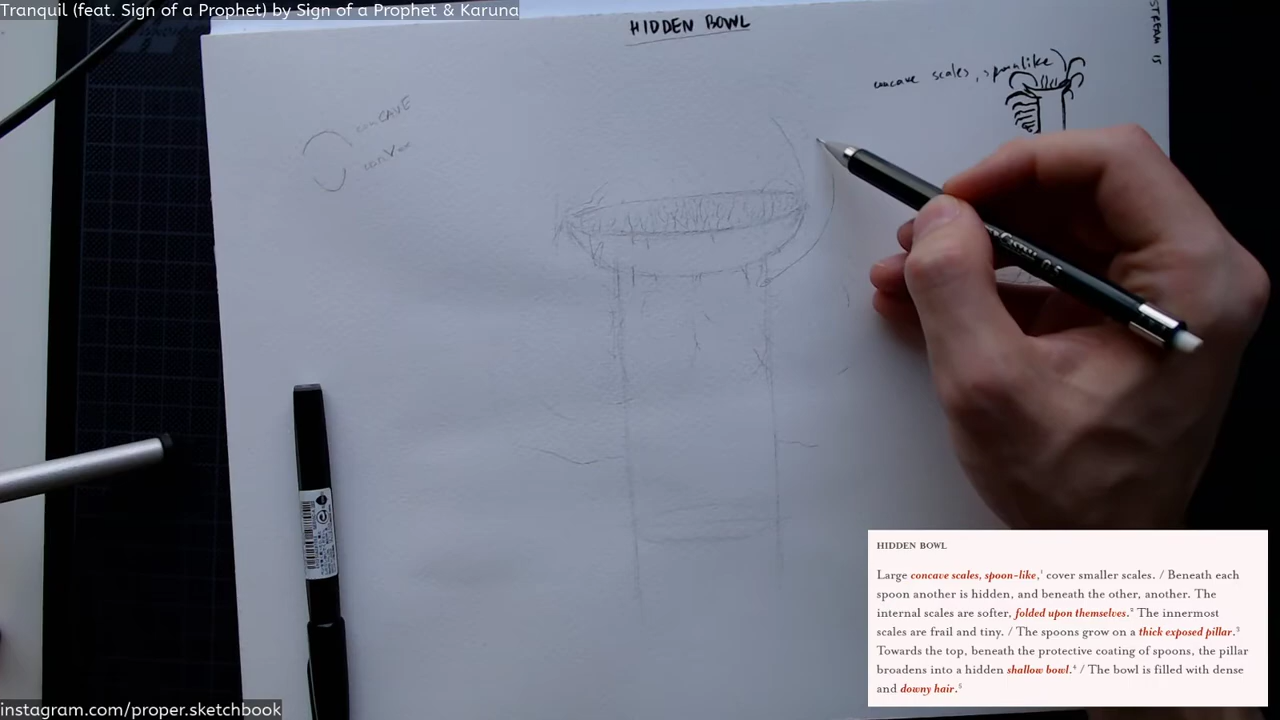 Tranquil (feat. Sign of a Prophet) by Sign of a Prophet & Karuna
HIDDEN BOWL
STREAM 15
concave scales, spoonlike
conCAVE
conVex
0.5
HIDDEN BOWL
Large concave scales, spoon-like,¹ cover smaller scales. / Beneath each
spoon another is hidden, and beneath the other, another. The
internal scales are softer, folded upon themselves.² The innermost
scales are frail and tiny. / The spoons grow on a thick exposed pillar.³
Towards the top, beneath the protective coating of spoons, the pillar
broadens into a hidden shallow bowl.⁴ / The bowl is filled with dense
and downy hair.⁵
instagram.com/proper.sketchbook